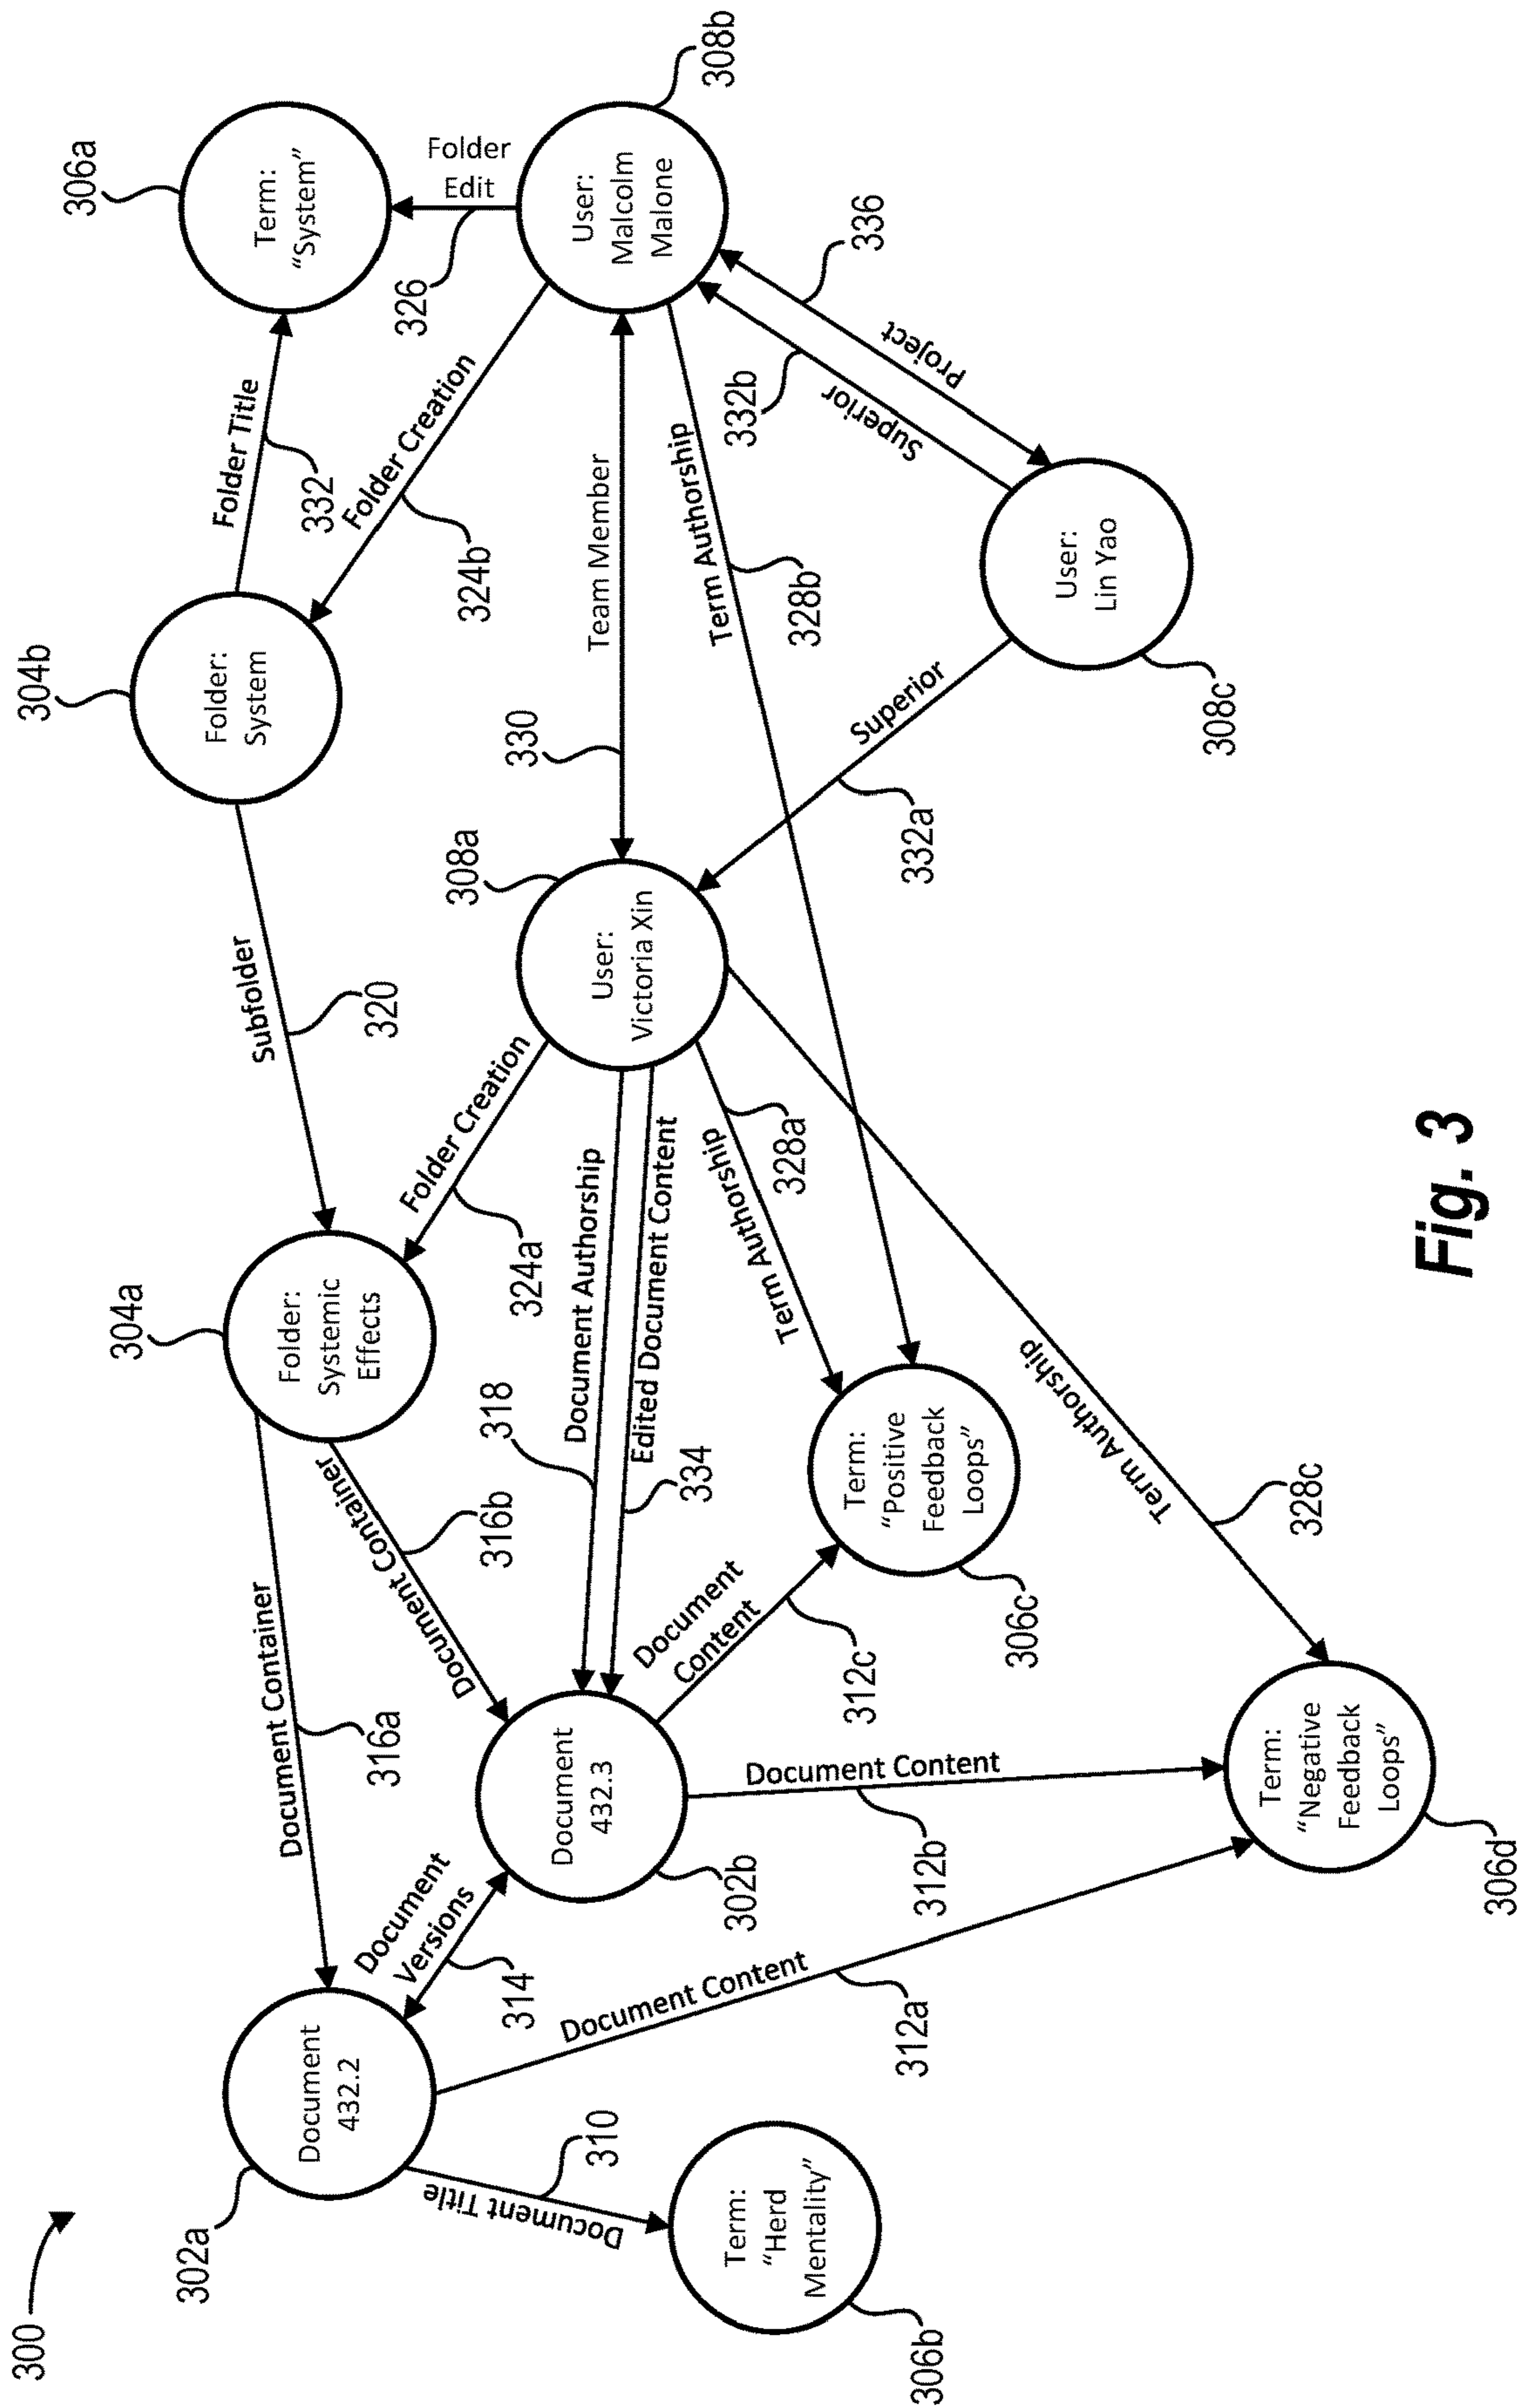 300
302a
Document
432.2
316a
Document Container
304a
Folder:
Systemic
Effects
Subfolder
320
304b
Folder:
System
Folder Title
332
306a
Term:
“System”
Folder
Edit
326
Folder Creation
324b
Document
Versions
314
Document Container
316b
Folder Creation
324a
308a
User:
Victoria Xin
330
Team Member
User:
Malcolm
Malone
308b
Document
432.3
302b
318
Document Authorship
Edited Document Content
334
Document Title
310
Term:
“Herd
Mentality”
306b
Document Content
312a
Document Content
312b
Document
Content
312c
Term Authorship
328a
Term Authorship
328b
Superior
332b
Project
336
Superior
332a
User:
Lin Yao
308c
Term:
“Positive
Feedback
Loops”
306c
Term Authorship
328c
Term:
“Negative
Feedback
Loops”
306d
Fig. 3